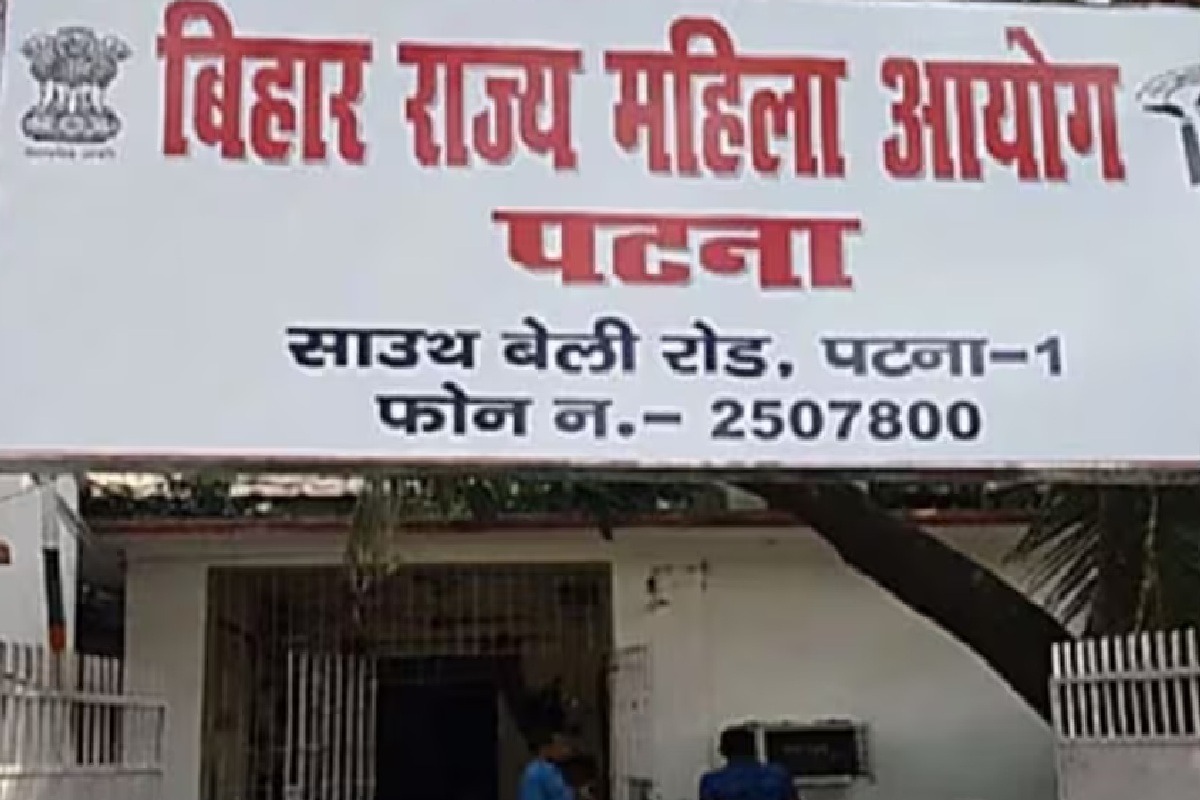 बिहार राज्य महिला आयोग
पटना
साउथ बेली रोड, पटना-1
फोन न.- 2507800